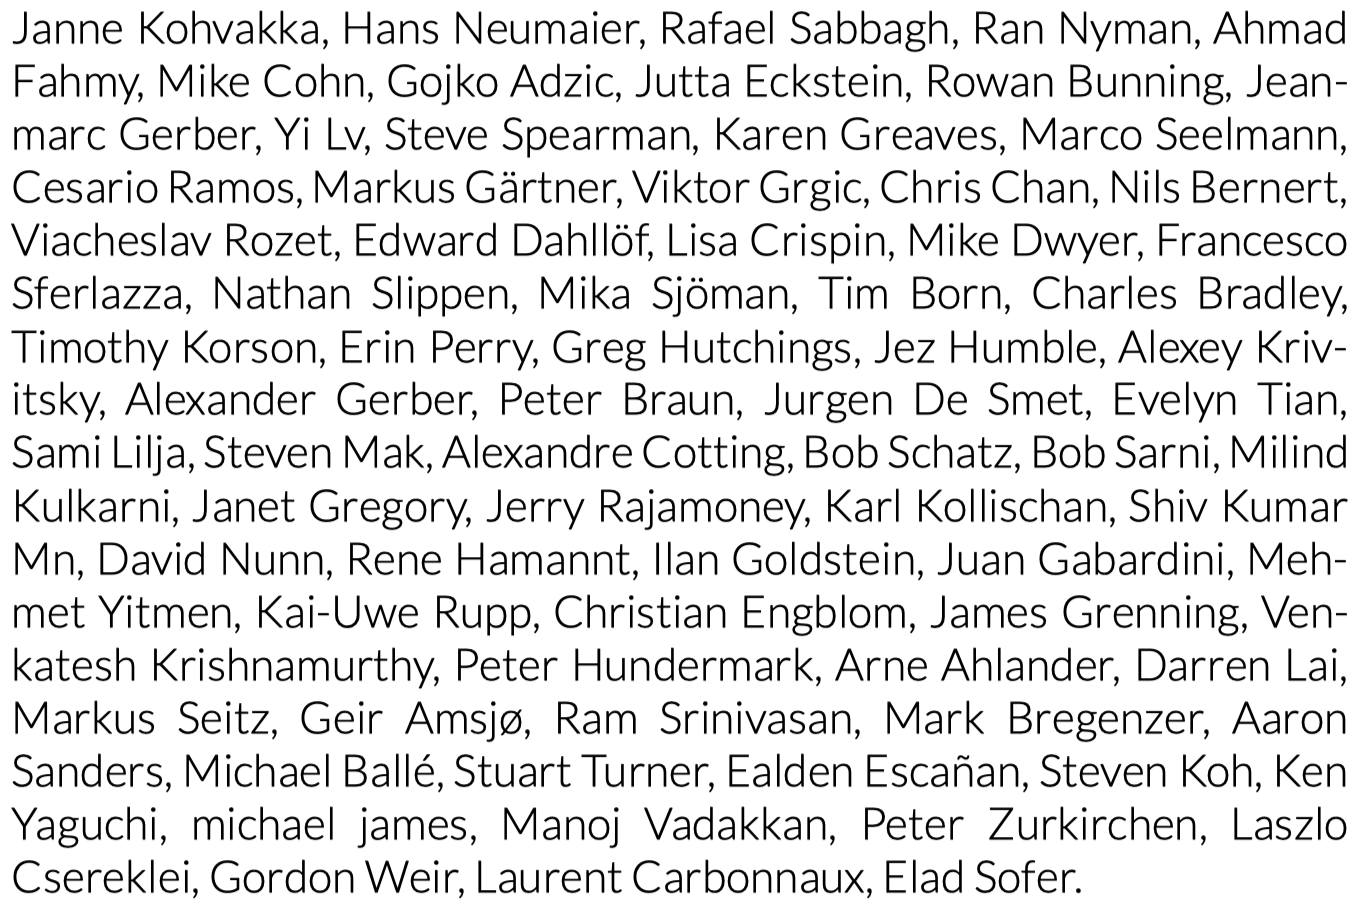 Janne Kohvakka, Hans Neumaier, Rafael Sabbagh, Ran Nyman, Ahmad
Fahmy, Mike Cohn, Gojko Adzic, Jutta Eckstein, Rowan Bunning, Jean-
marc Gerber, Yi Lv, Steve Spearman, Karen Greaves, Marco Seelmann,
Cesario Ramos, Markus Gärtner, Viktor Grgic, Chris Chan, Nils Bernert,
Viacheslav Rozet, Edward Dahllöf, Lisa Crispin, Mike Dwyer, Francesco
Sferlazza, Nathan Slippen, Mika Sjöman, Tim Born, Charles Bradley,
Timothy Korson, Erin Perry, Greg Hutchings, Jez Humble, Alexey Kriv-
itsky, Alexander Gerber, Peter Braun, Jurgen De Smet, Evelyn Tian,
Sami Lilja, Steven Mak, Alexandre Cotting, Bob Schatz, Bob Sarni, Milind
Kulkarni, Janet Gregory, Jerry Rajamoney, Karl Kollischan, Shiv Kumar
Mn, David Nunn, Rene Hamannt, Ilan Goldstein, Juan Gabardini, Meh-
met Yitmen, Kai-Uwe Rupp, Christian Engblom, James Grenning, Ven-
katesh Krishnamurthy, Peter Hundermark, Arne Ahlander, Darren Lai,
Markus Seitz, Geir Amsjø, Ram Srinivasan, Mark Bregenzer, Aaron
Sanders, Michael Ballé, Stuart Turner, Ealden Escañan, Steven Koh, Ken
Yaguchi, michael james, Manoj Vadakkan, Peter Zurkirchen, Laszlo
Csereklei, Gordon Weir, Laurent Carbonnaux, Elad Sofer.